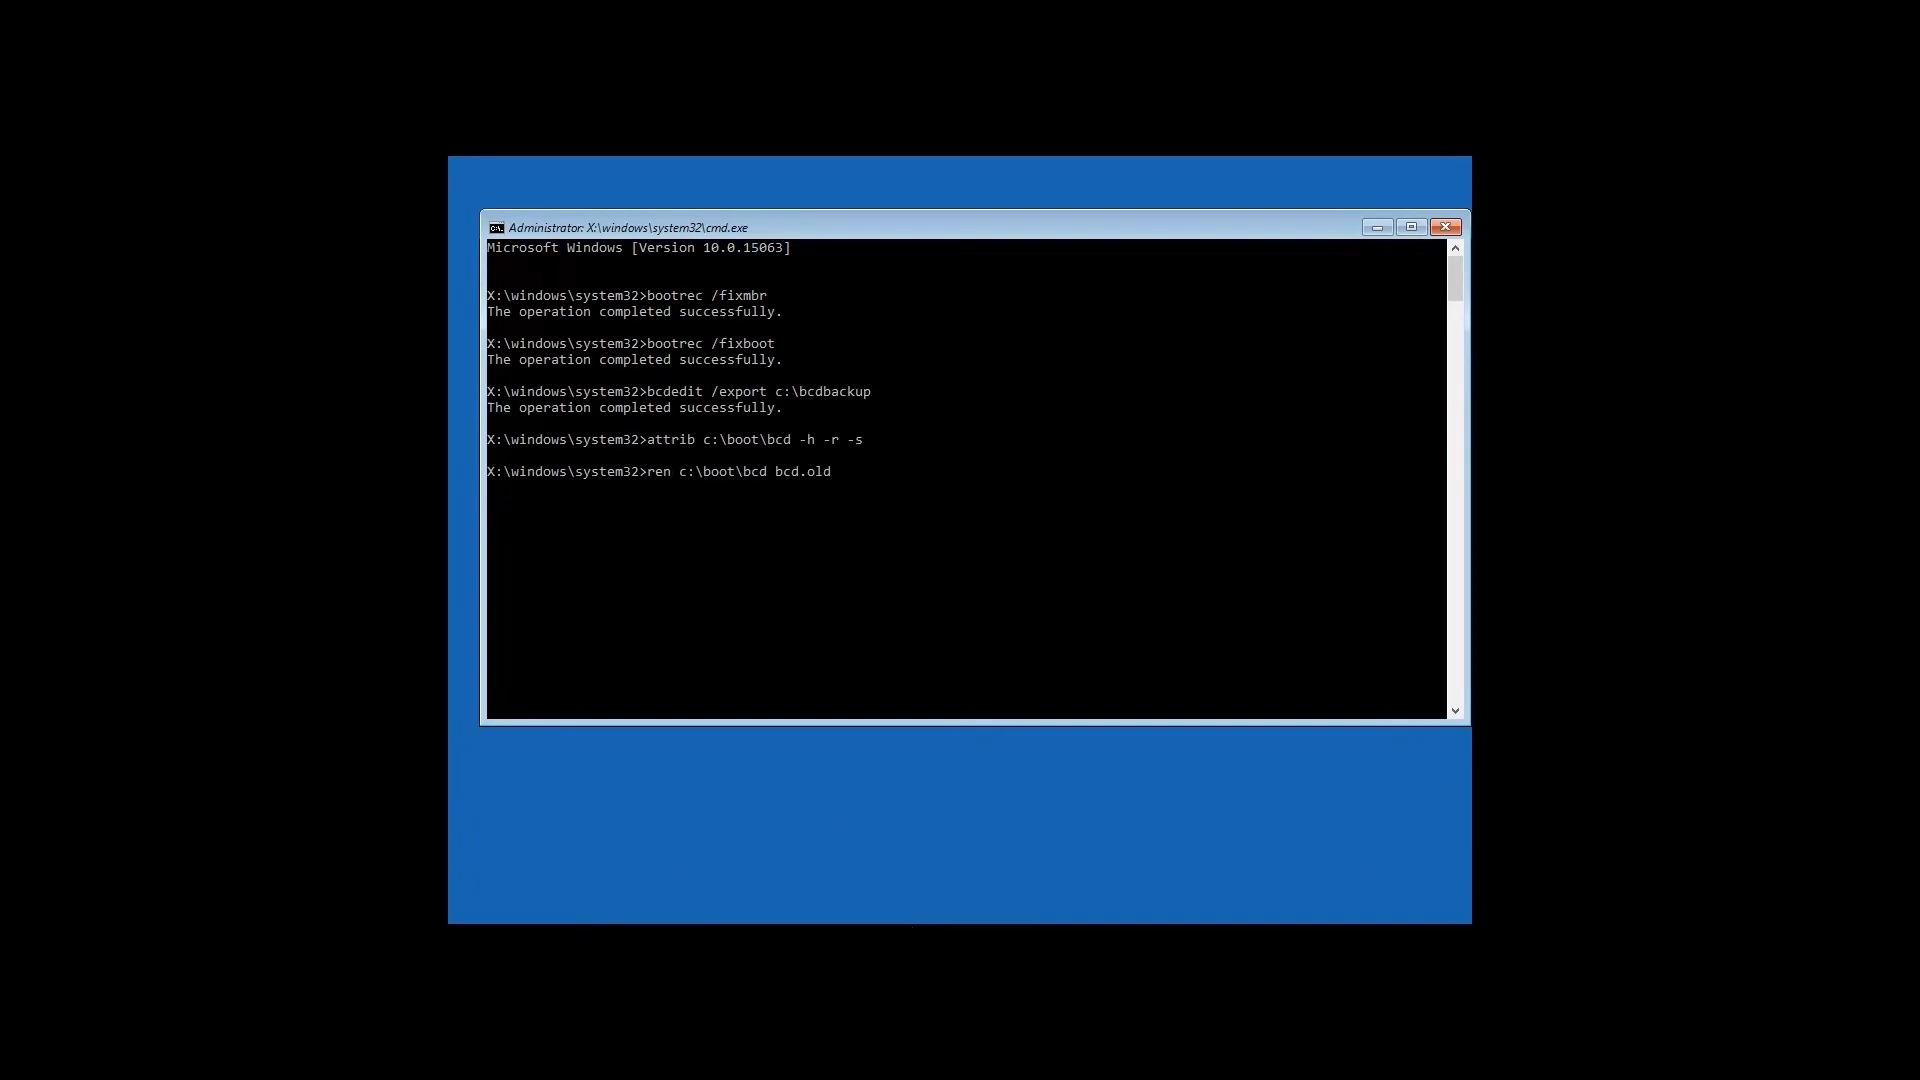 Administrator: X:\windows\system32\cmd.exe
Microsoft Windows [Version 10.0.15063]
X:\windows\system32>bootrec /fixmbr
The operation completed successfully.
X:\windows\system32>bootrec /fixboot
The operation completed successfully.
X:\windows\system32>bcdedit /export c:\bcdbackup
The operation completed successfully.
X:\windows\system32>attrib c:\boot\bcd -h -r -s
X:\windows\system32>ren c:\boot\bcd bcd.old